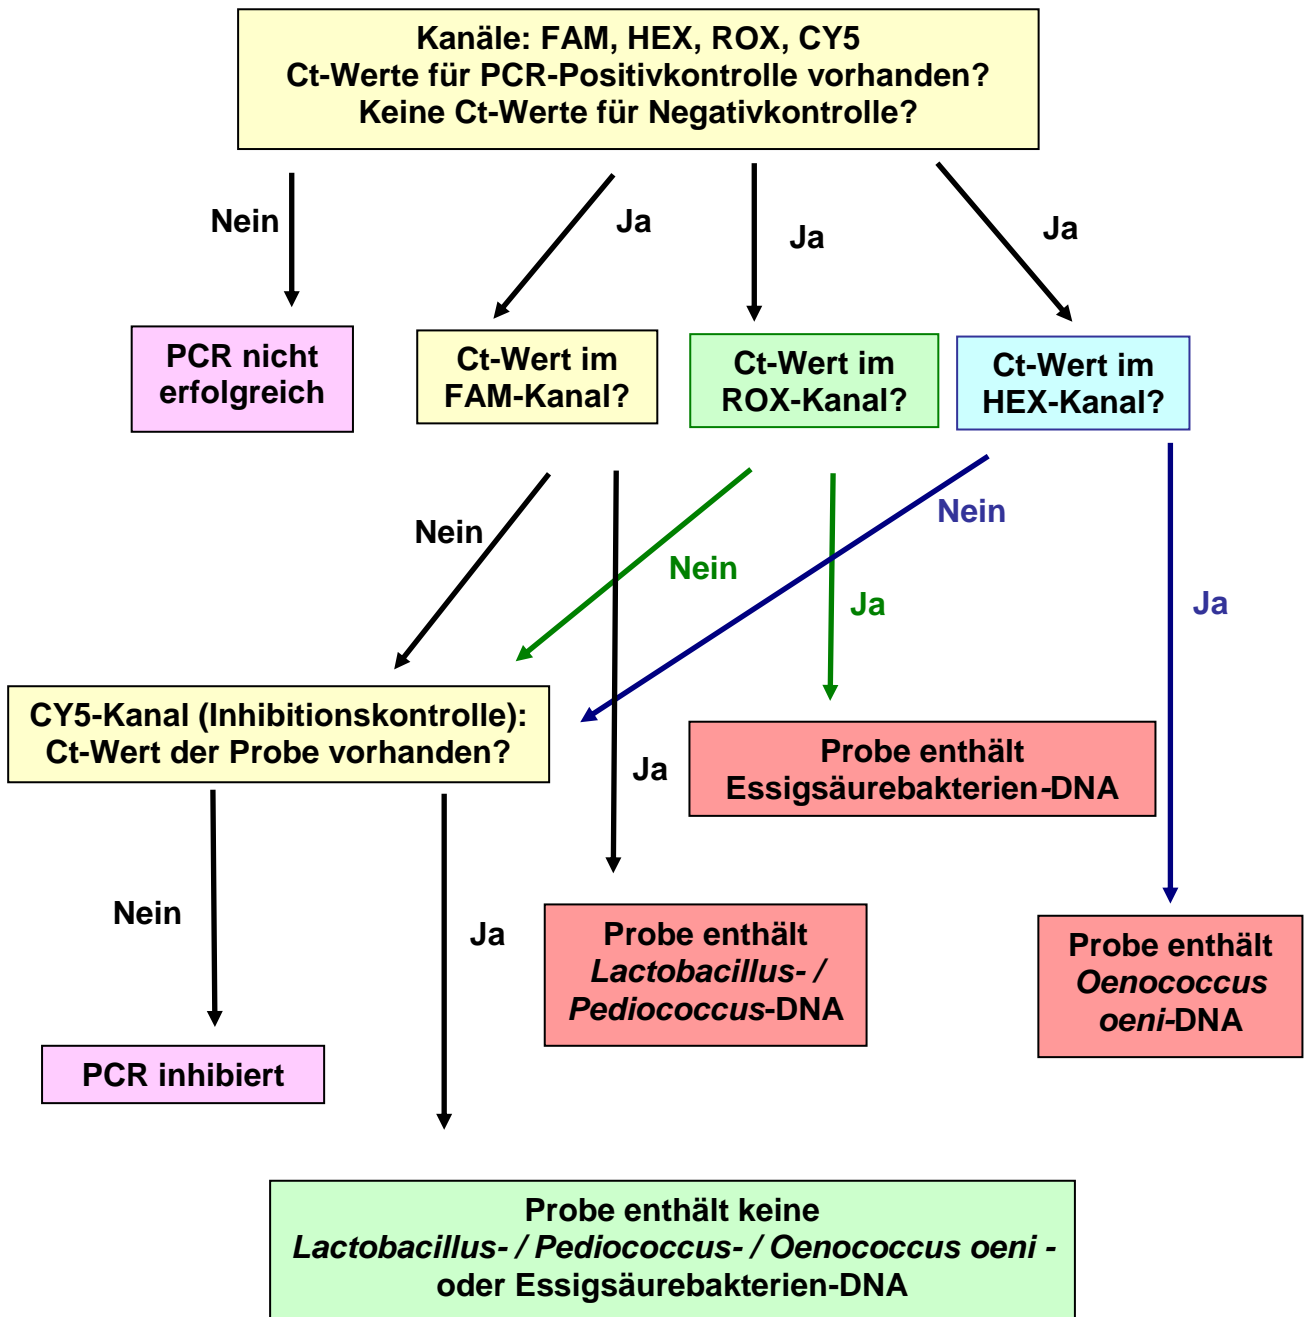 Kanäle: FAM, HEX, ROX, CY5
Ct-Werte für PCR-Positivkontrolle vorhanden?
Keine Ct-Werte für Negativkontrolle?
Nein
Ja
Ja
Ja
PCR nicht
erfolgreich
Ct-Wert im
FAM-Kanal?
Ct-Wert im
ROX-Kanal?
Ct-Wert im
HEX-Kanal?
Nein
Nein
Nein
Ja
Ja
CY5-Kanal (Inhibitionskontrolle):
Ct-Wert der Probe vorhanden?
Ja
Probe enthält
Essigsäurebakterien-DNA
Nein
Ja
Probe enthält
Lactobacillus- /
Pediococcus-DNA
Probe enthält
Oenococcus
oeni-DNA
PCR inhibiert
Probe enthält keine
Lactobacillus- / Pediococcus- / Oenococcus oeni -
oder Essigsäurebakterien-DNA